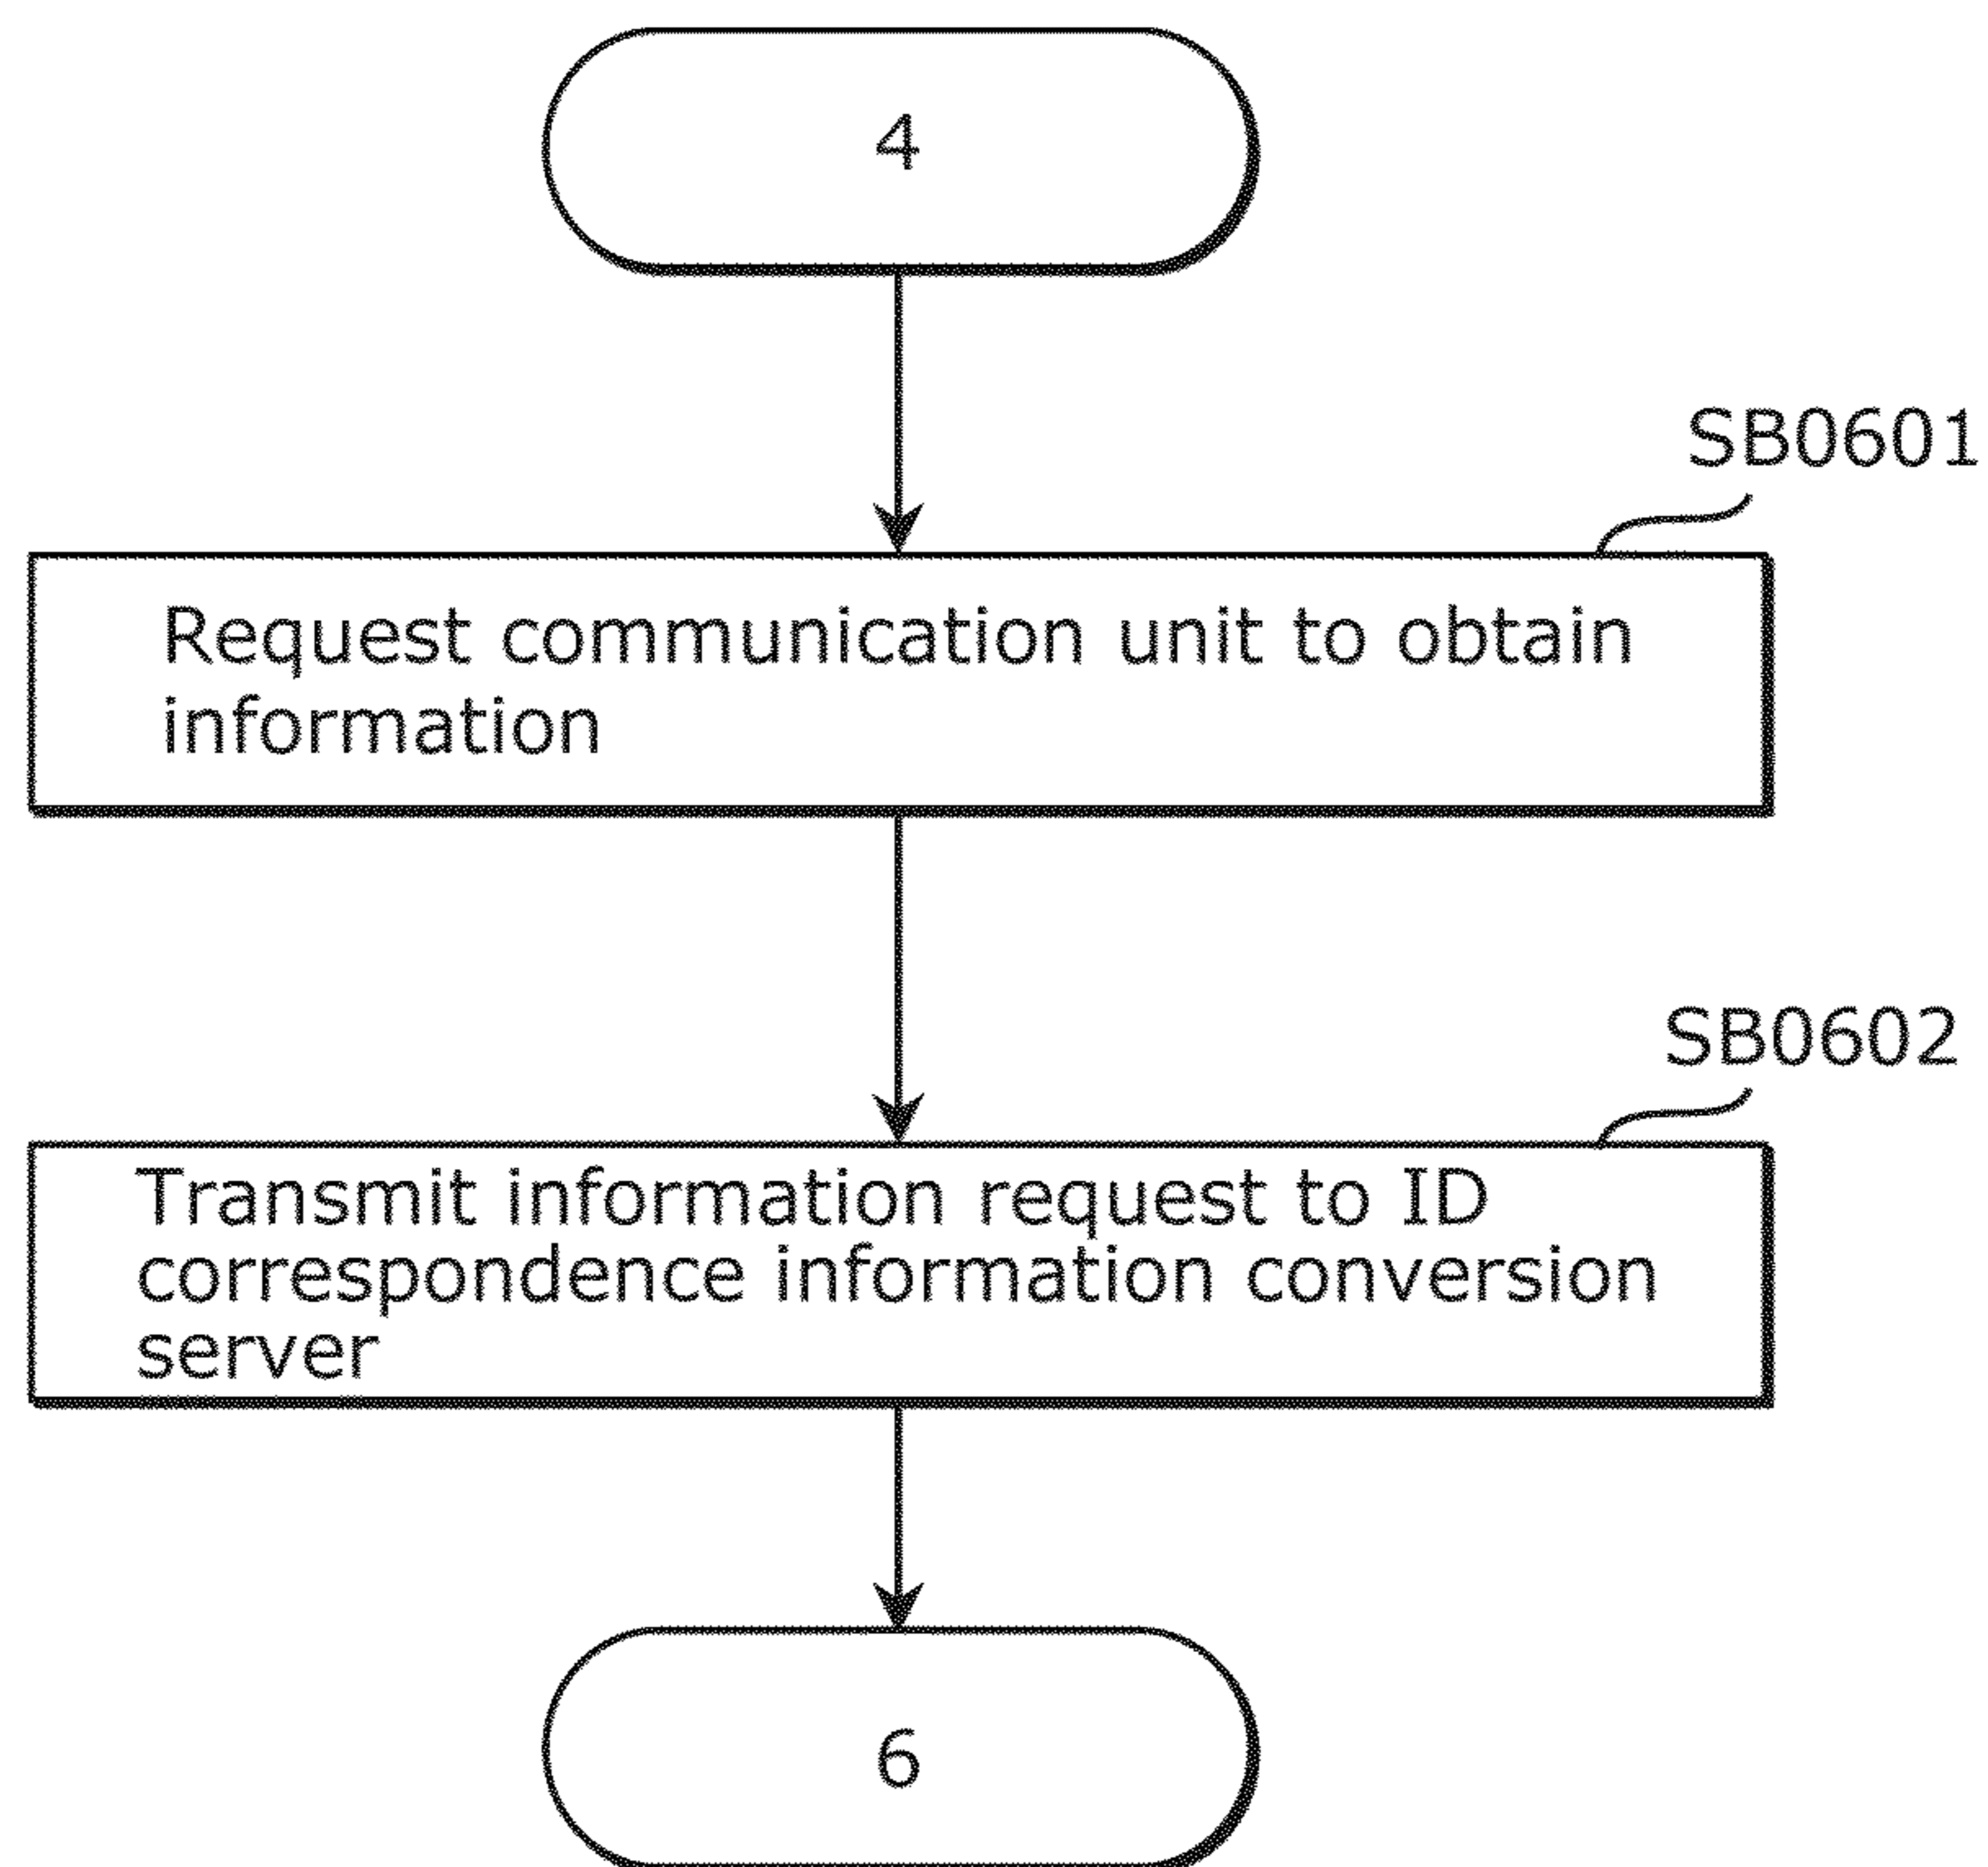 4
SB0601
Request communication unit to obtain
information
SB0602
Transmit information request to ID
correspondence information conversion
server
6